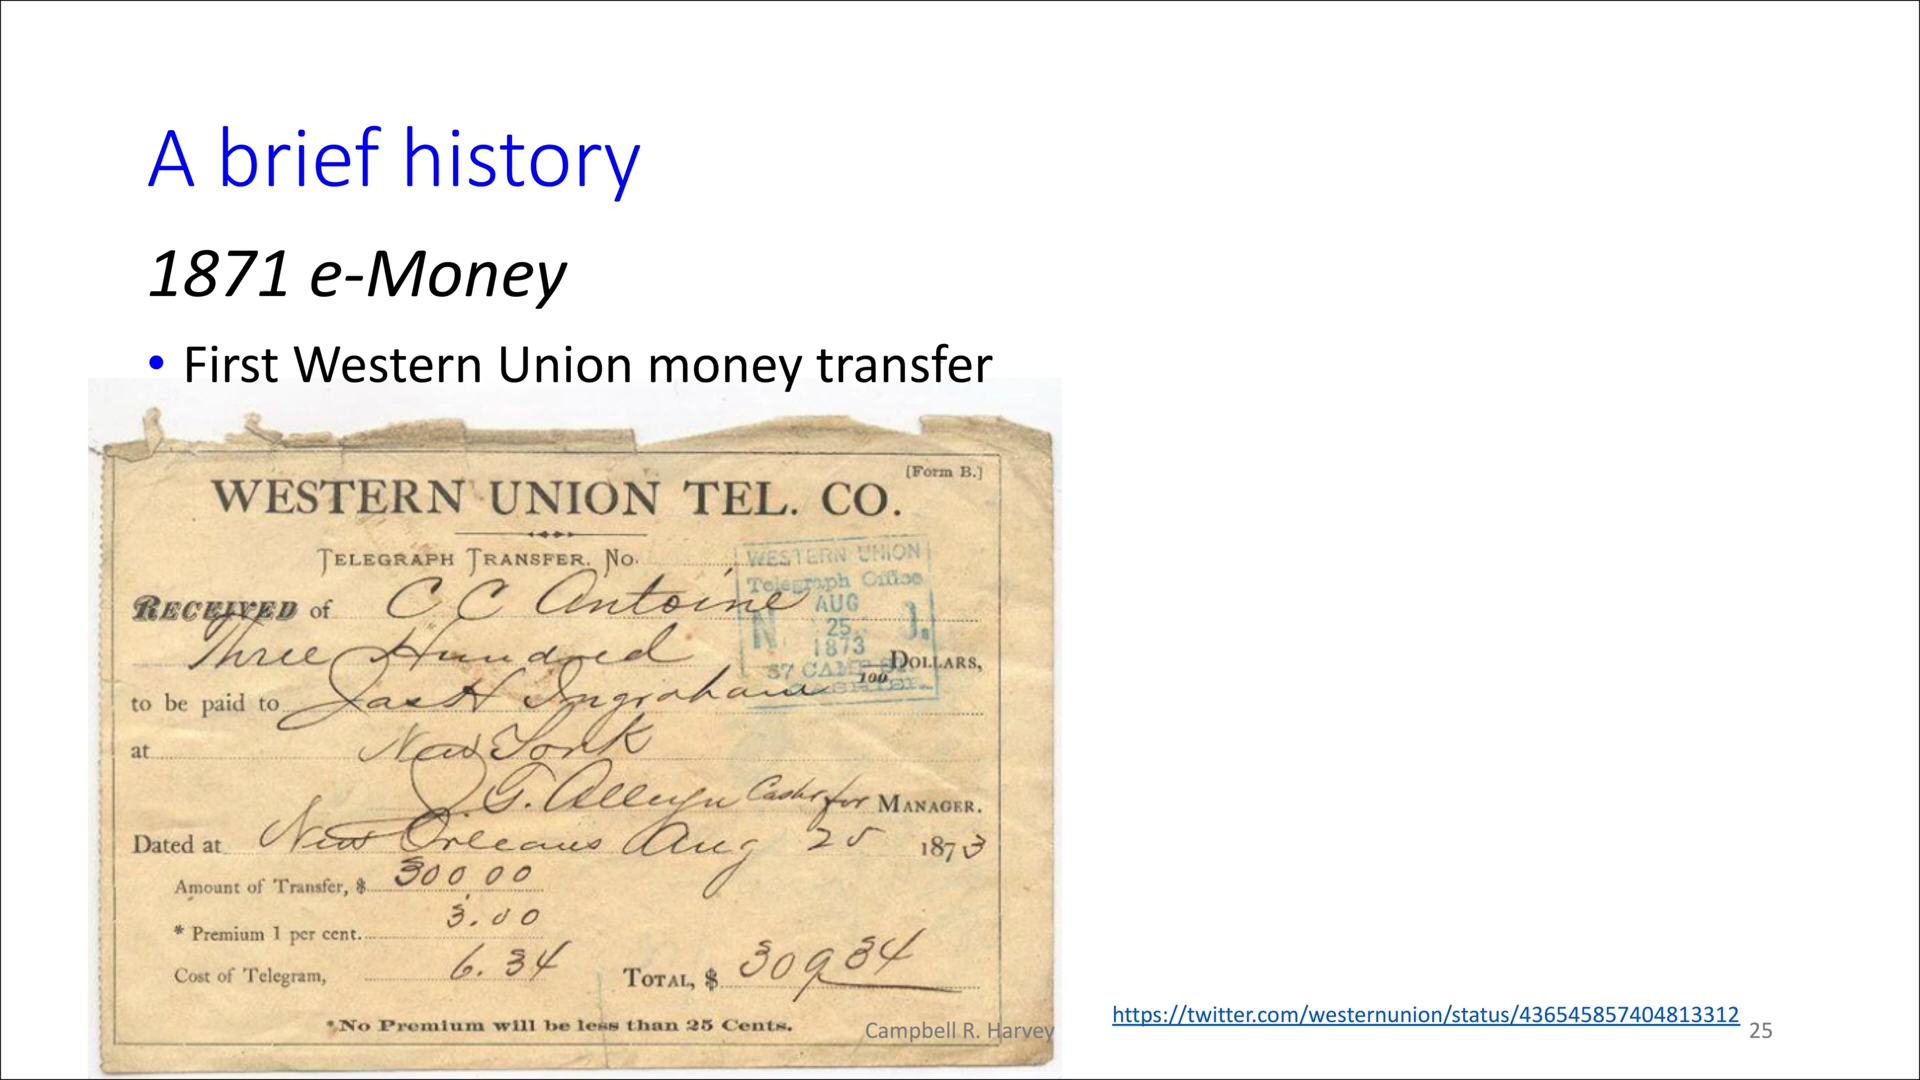 A brief history
1871 e-Money
• First Western Union money transfer
[Form B.]
WESTERN UNION TEL. CO.
TELEGRAPH TRANSFER. No.
WESTERN UNION
Telegraph Office
AUG
25
1873
RECEIVED of C C Antoine
Three Hundred DOLLARS,
100
to be paid to Jas H Ingraham
at New York
for MANAGER.
Dated at New Orleans Aug 25 1873
Amount of Transfer, $ 300 00
* Premium 1 per cent. 3.00
Cost of Telegram, 6.34 TOTAL, $ 309 34
*No Premium will be less than 25 Cents.
Campbell R. Harvey
https://twitter.com/westernunion/status/436545857404813312
25